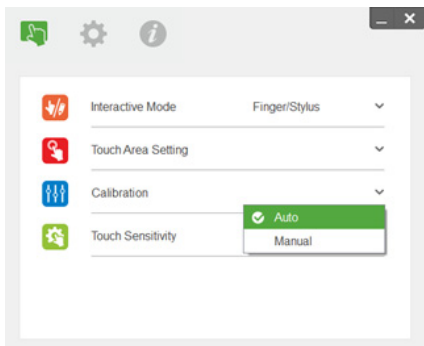 Interactive Mode Finger/Stylus
Touch Area Setting
Calibration
Auto
Touch Sensitivity
Manual